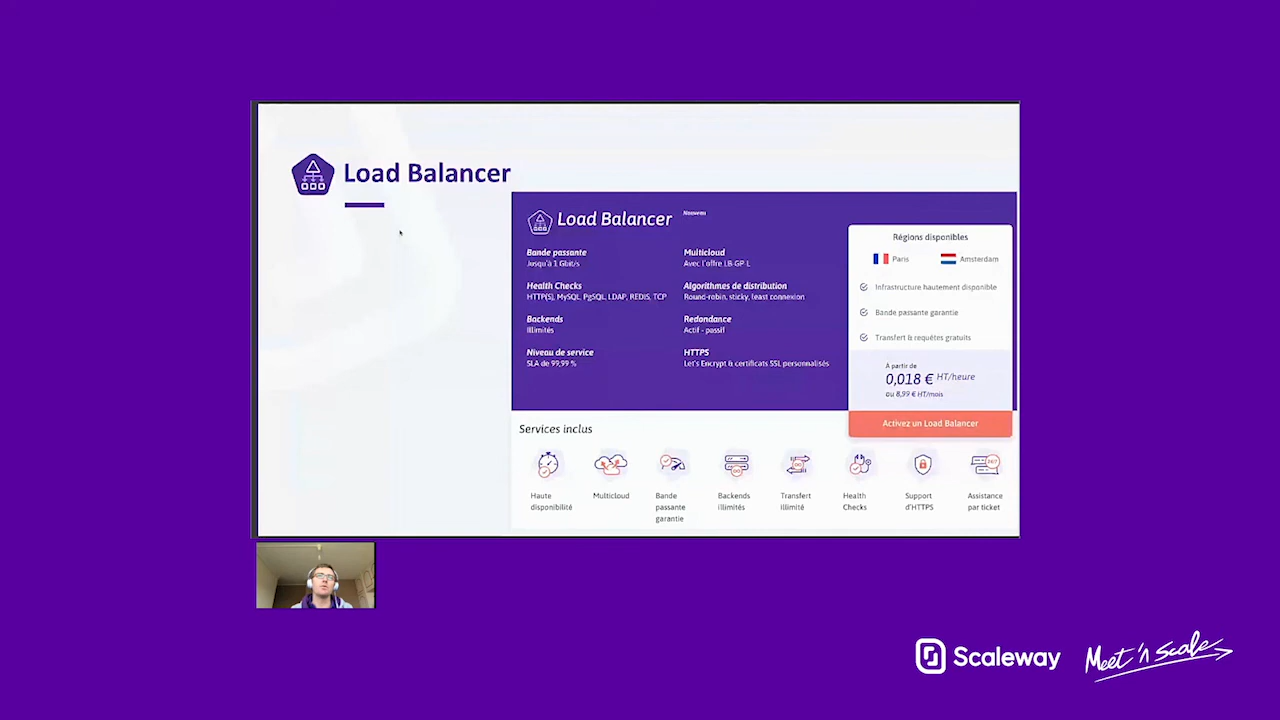 Load Balancer
Load Balancer
Nouveau
Bande passante
Jusqu'à 1 Gbit/s
Multicloud
Avec l'offre LB-GP-L
Health Checks
HTTP(S), MySQL, PgSQL, LDAP, REDIS, TCP
Algorithmes de distribution
Round-robin, sticky, least connexion
Backends
Illimités
Redondance
Actif - passif
Niveau de service
SLA de 99,99 %
HTTPS
Let's Encrypt & certificats SSL personnalisés
Régions disponibles
Paris
Amsterdam
Infrastructure hautement disponible
Bande passante garantie
Transfert & requêtes gratuits
À partir de
0,018 € HT/heure
ou 8,99 € HT/mois
Activez un Load Balancer
Services inclus
Haute
disponibilité
Multicloud
Bande
passante
garantie
Backends
illimités
Transfert
illimité
Health
Checks
Support
d'HTTPS
Assistance
par ticket
Scaleway
Meet 'n Scale